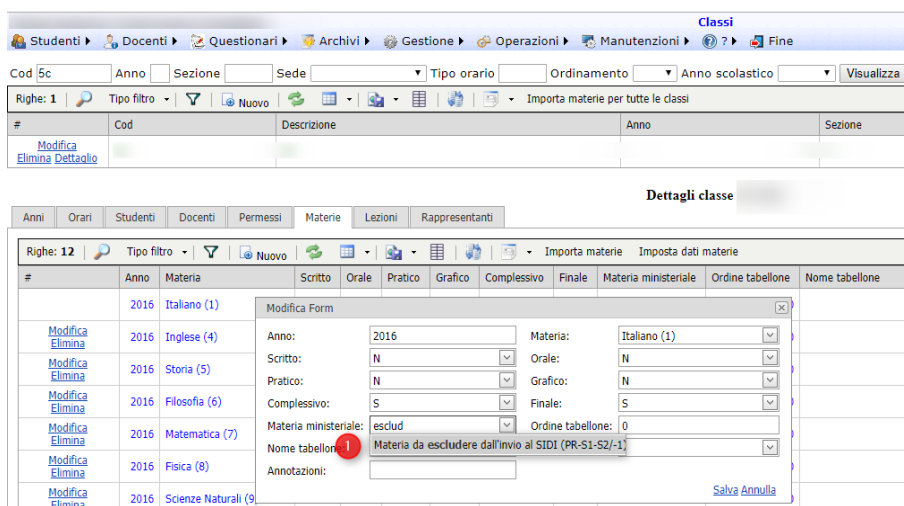 Classi
Studenti Docenti Questionari Archivi Gestione Operazioni Manutenzioni ? Fine
Cod 5c Anno Sezione Sede Tipo orario Ordinamento Anno scolastico Visualizza
Righe: 1 Tipo filtro Nuovo Importa materie per tutte le classi
# Cod Descrizione Anno Sezione
Modifica
Elimina Dettaglio
Dettagli classe
Anni Orari Studenti Docenti Permessi Materie Lezioni Rappresentanti
Righe: 12 Tipo filtro Nuovo Importa materie Imposta dati materie
# Anno Materia Scritto Orale Pratico Grafico Complessivo Finale Materia ministeriale Ordine tabellone Nome tabellone
2016 Italiano (1)
Modifica
Elimina
2016 Inglese (4)
Modifica
Elimina
2016 Storia (5)
Modifica
Elimina
2016 Filosofia (6)
Modifica
Elimina
2016 Matematica (7)
Modifica
Elimina
2016 Fisica (8)
Modifica
Elimina
2016 Scienze Naturali (9
Modifica Form
Anno: 2016 Materia: Italiano (1)
Scritto: N Orale: N
Pratico: N Grafico: N
Complessivo: S Finale: S
Materia ministeriale: esclud Ordine tabellone: 0
Nome tabellone 1 Materia da escludere dall'invio al SIDI (PR-S1-S2/-1)
Annotazioni:
Salva Annulla